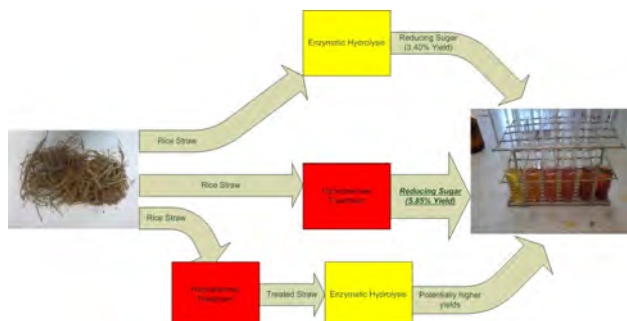 Enzymatic Hydrolysis
Reducing Sugar
(3.40% Yield)
Rice Straw
Rice Straw
Reducing Sugar
(5.85% Yield)
Rice Straw
Treated Straw
Enzymatic Hydrolysis
Potentially higher
yields